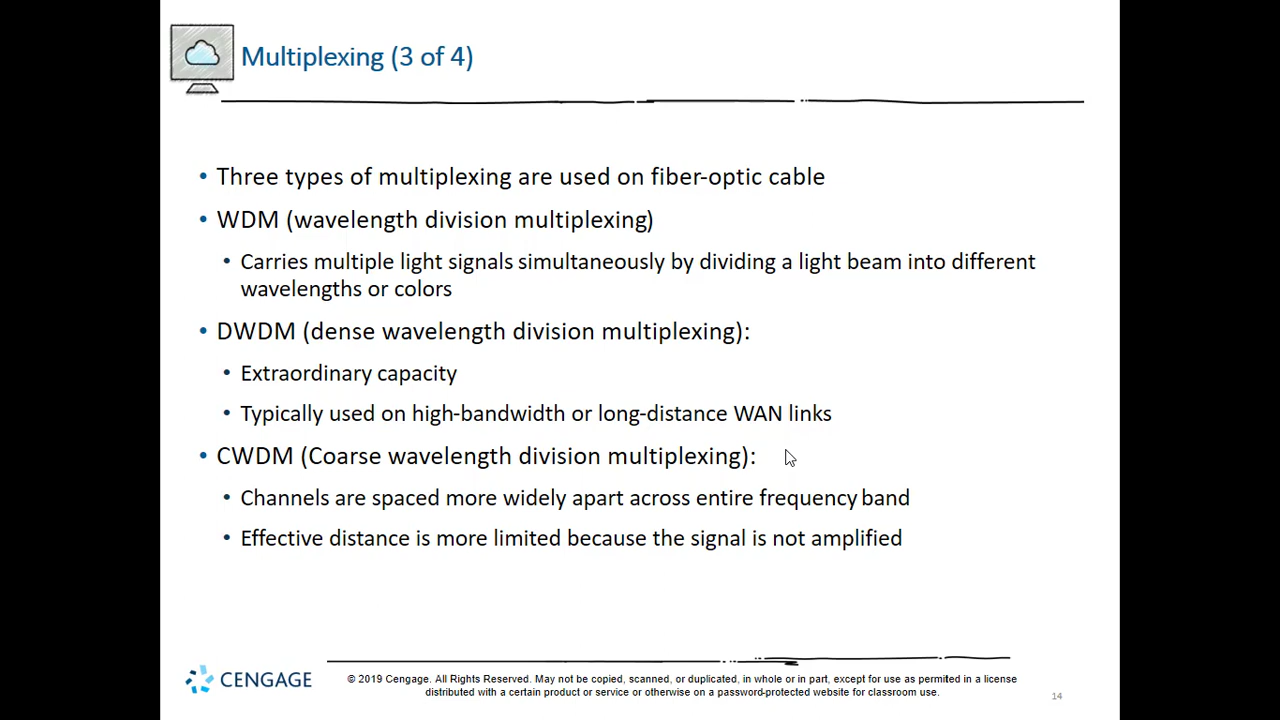 Multiplexing (3 of 4)
• Three types of multiplexing are used on fiber-optic cable
• WDM (wavelength division multiplexing)
• Carries multiple light signals simultaneously by dividing a light beam into different
wavelengths or colors
• DWDM (dense wavelength division multiplexing):
• Extraordinary capacity
• Typically used on high-bandwidth or long-distance WAN links
• CWDM (Coarse wavelength division multiplexing):
• Channels are spaced more widely apart across entire frequency band
• Effective distance is more limited because the signal is not amplified
CENGAGE
© 2019 Cengage. All Rights Reserved. May not be copied, scanned, or duplicated, in whole or in part, except for use as permitted in a license
distributed with a certain product or service or otherwise on a password-protected website for classroom use.
14